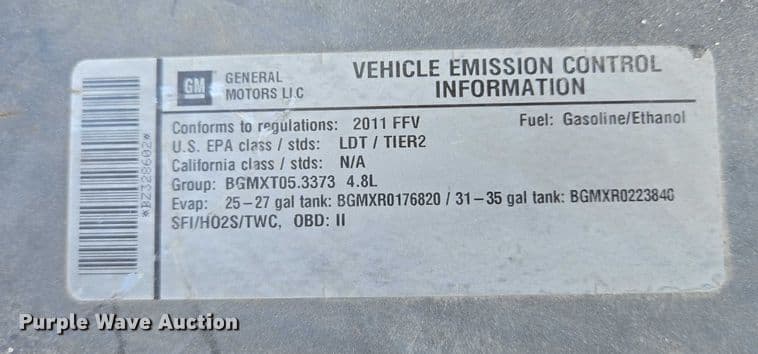 GM
GENERAL MOTORS LLC
VEHICLE EMISSION CONTROL
INFORMATION
Conforms to regulations: 2011 FFV Fuel: Gasoline/Ethanol
U.S. EPA class / stds: LDT / TIER2
California class / stds: N/A
Group: BGMXT05.3373 4.8L
Evap: 25-27 gal tank: BGMXR0176820 / 31-35 gal tank: BGMXR0223840
SFI/HO2S/TWC, OBD: II
*BZ328602*
Purple Wave Auction